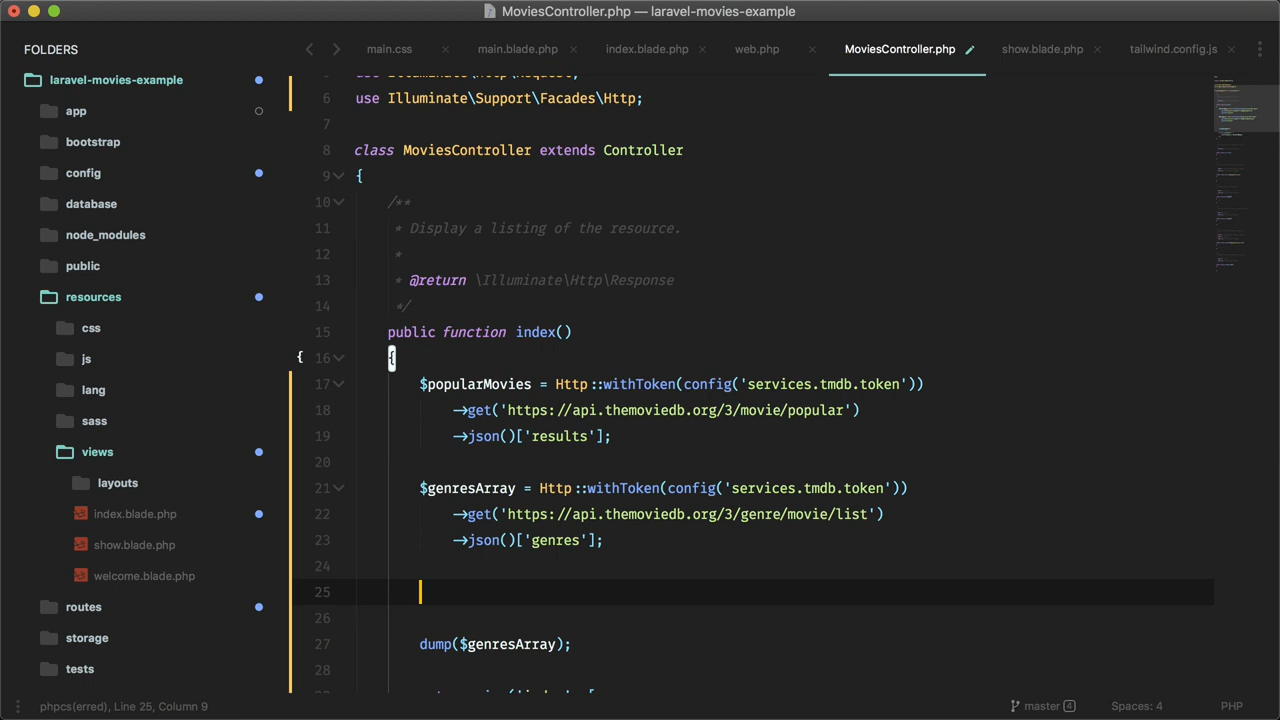 MoviesController.php — laravel-movies-example
FOLDERS
laravel-movies-example
app
bootstrap
config
database
node_modules
public
resources
css
js
lang
sass
views
layouts
index.blade.php
show.blade.php
welcome.blade.php
routes
storage
tests
main.css
main.blade.php
index.blade.php
web.php
MoviesController.php
show.blade.php
tailwind.config.js
use Illuminate\Http\Request;
6 use Illuminate\Support\Facades\Http;
7
8 class MoviesController extends Controller
9 {
10 /**
11 * Display a listing of the resource.
12 *
13 * @return \Illuminate\Http\Response
14 */
15 public function index()
{ 16 {
17 $popularMovies = Http::withToken(config('services.tmdb.token'))
18 ->get('https://api.themoviedb.org/3/movie/popular')
19 ->json()['results'];
20
21 $genresArray = Http::withToken(config('services.tmdb.token'))
22 ->get('https://api.themoviedb.org/3/genre/movie/list')
23 ->json()['genres'];
24
25
26
27 dump($genresArray);
28
phpcs(erred), Line 25, Column 9
master 4
Spaces: 4
PHP